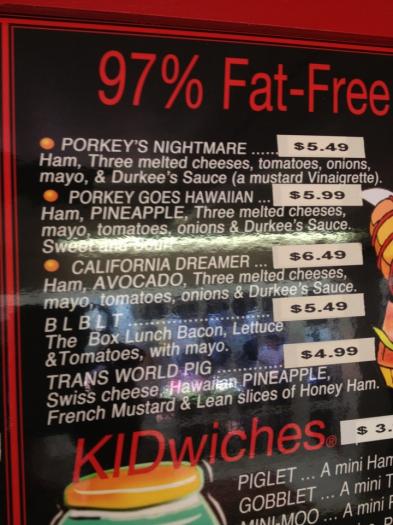 97% Fat-Free
PORKEY'S NIGHTMARE ...... $5.49
Ham, Three melted cheeses, tomatoes, onions,
mayo, & Durkee's Sauce (a mustard Vinaigrette).
PORKEY GOES HAWAIIAN ... $5.99
Ham, PINEAPPLE, Three melted cheeses,
mayo, tomatoes, onions & Durkee's Sauce.
Sweet and Sour!
CALIFORNIA DREAMER ... $6.49
Ham, AVOCADO, Three melted cheeses,
mayo, tomatoes, onions & Durkee's Sauce.
B L B L T ........................ $5.49
The Box Lunch Bacon, Lettuce
& Tomatoes, with mayo.
TRANS WORLD PIG .............. $4.99
Swiss cheese, Hawaiian PINEAPPLE,
French Mustard & Lean slices of Honey Ham.
KIDwiches® $ 3.
PIGLET ... A mini Ham
GOBBLET ... A mini T
MINI-MOO ... A mini